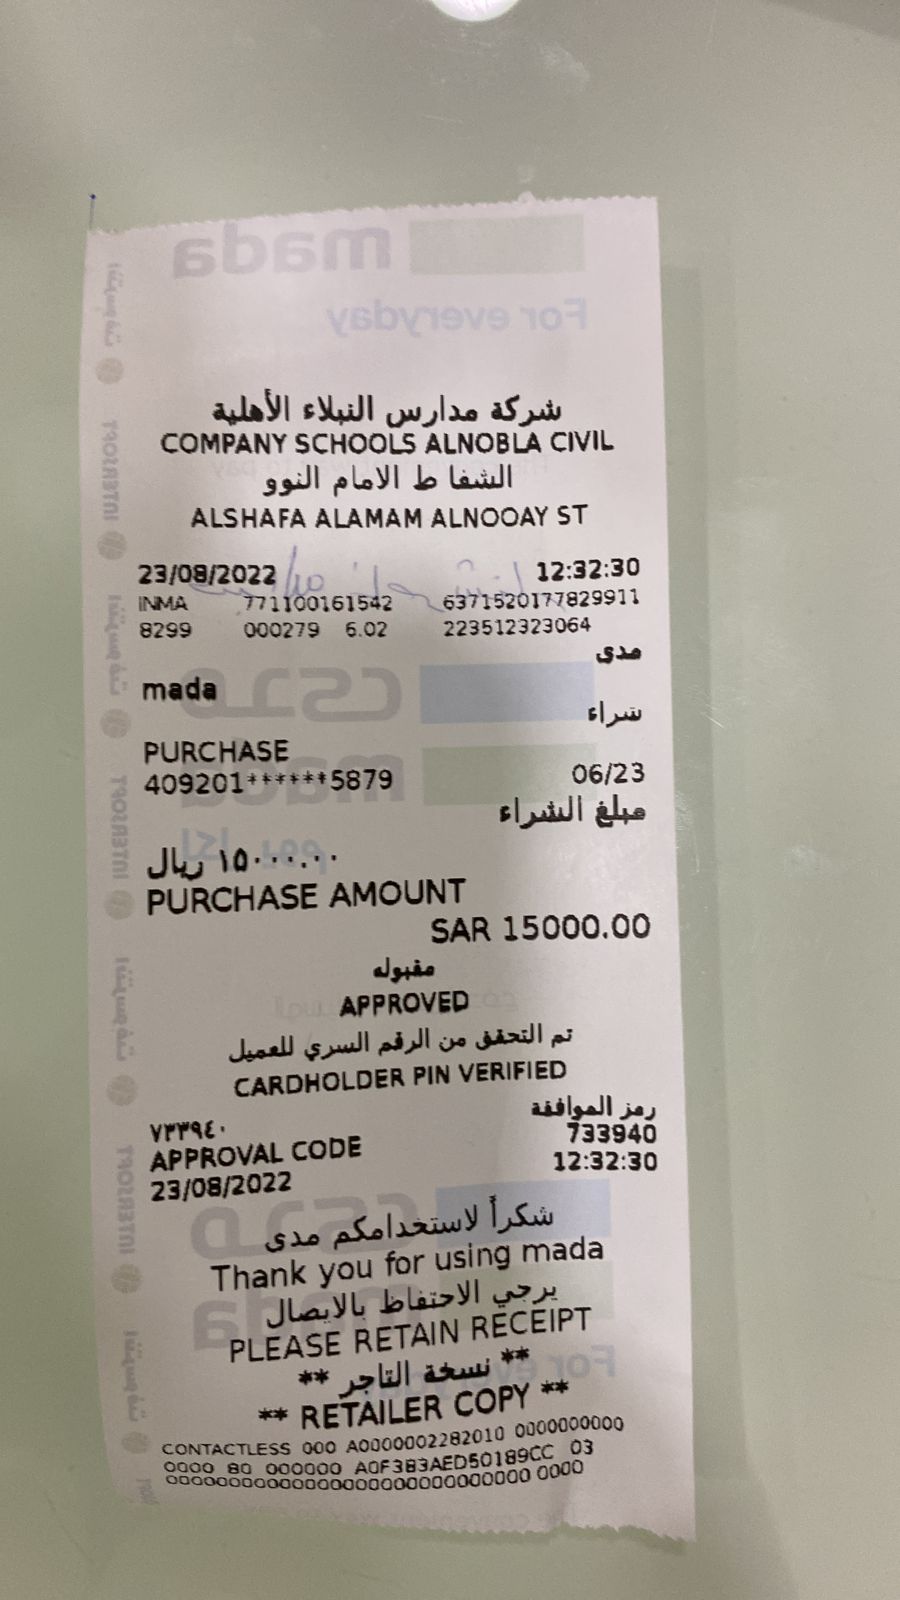 شركة مدارس النبلاء الأهلية
COMPANY SCHOOLS ALNOBLA CIVIL
الشفا ط الامام النوو
ALSHAFA ALAMAM ALNOOAY ST
23/08/2022 12:32:30
INMA 771100161542 6371520177829911
8299 000279 6.02 223512323064
مدى
mada
شراء
PURCHASE
409201******5879 06/23
مبلغ الشراء
١٥٠٠٠.٠٠ ريال
PURCHASE AMOUNT
SAR 15000.00
مقبوله
APPROVED
تم التحقق من الرقم السري للعميل
CARDHOLDER PIN VERIFIED
رمز الموافقة
٧٣٣٩٤٠
733940
APPROVAL CODE
23/08/2022 12:32:30
شكراً لاستخدامكم مدى
Thank you for using mada
يرجي الاحتفاظ بالايصال
PLEASE RETAIN RECEIPT
** نسخة التاجر **
** RETAILER COPY **
CONTACTLESS 000 A0000002282010 0000000000
0000 80 000000 A0F383AED50189CC 03